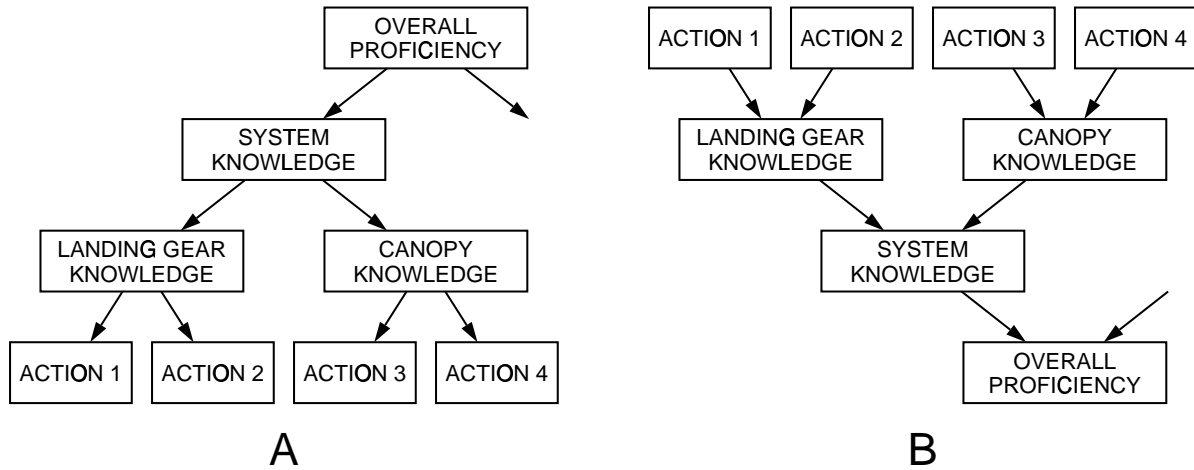 OVERALL
PROFICIENCY
SYSTEM
KNOWLEDGE
LANDING GEAR
KNOWLEDGE
CANOPY
KNOWLEDGE
ACTION 1
ACTION 2
ACTION 3
ACTION 4
A
ACTION 1
ACTION 2
ACTION 3
ACTION 4
LANDING GEAR
KNOWLEDGE
CANOPY
KNOWLEDGE
SYSTEM
KNOWLEDGE
OVERALL
PROFICIENCY
B